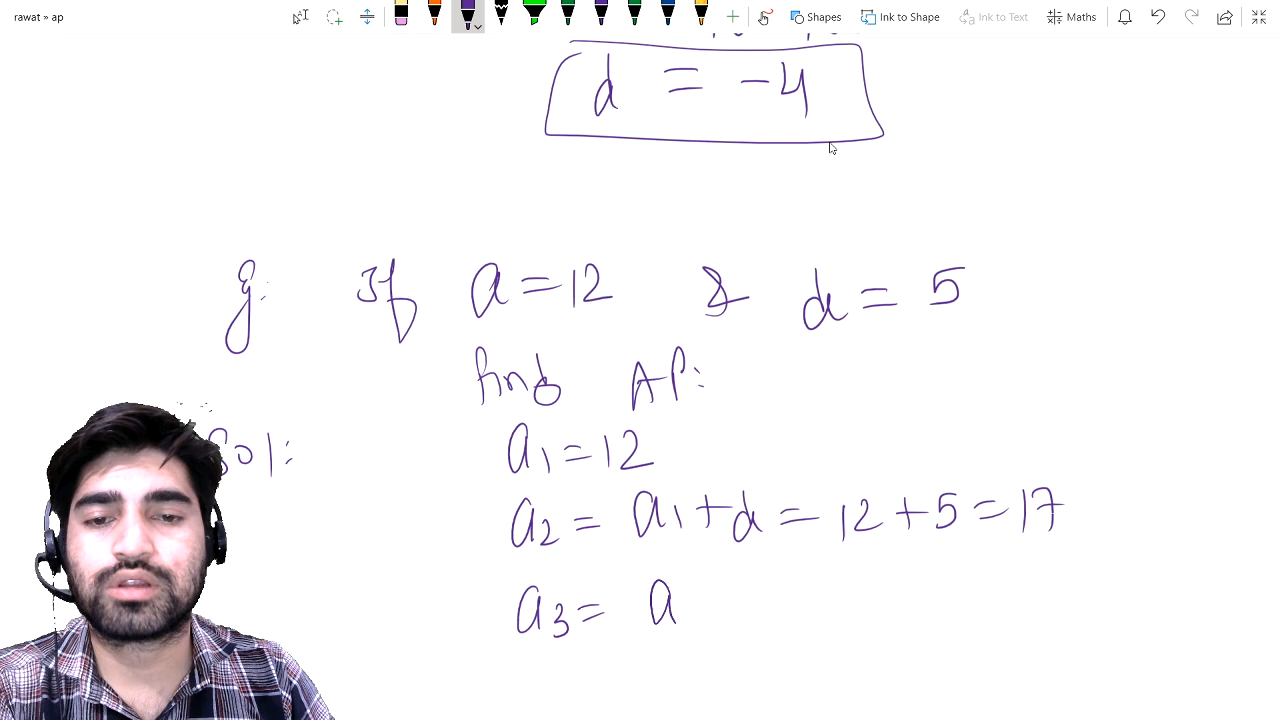 rawat » ap Shapes Ink to Shape Ink to Text Maths
d = -4
g: If a = 12 & d = 5
find AP:
Sol: a1 = 12
a2 = a1 + d = 12 + 5 = 17
a3 = a